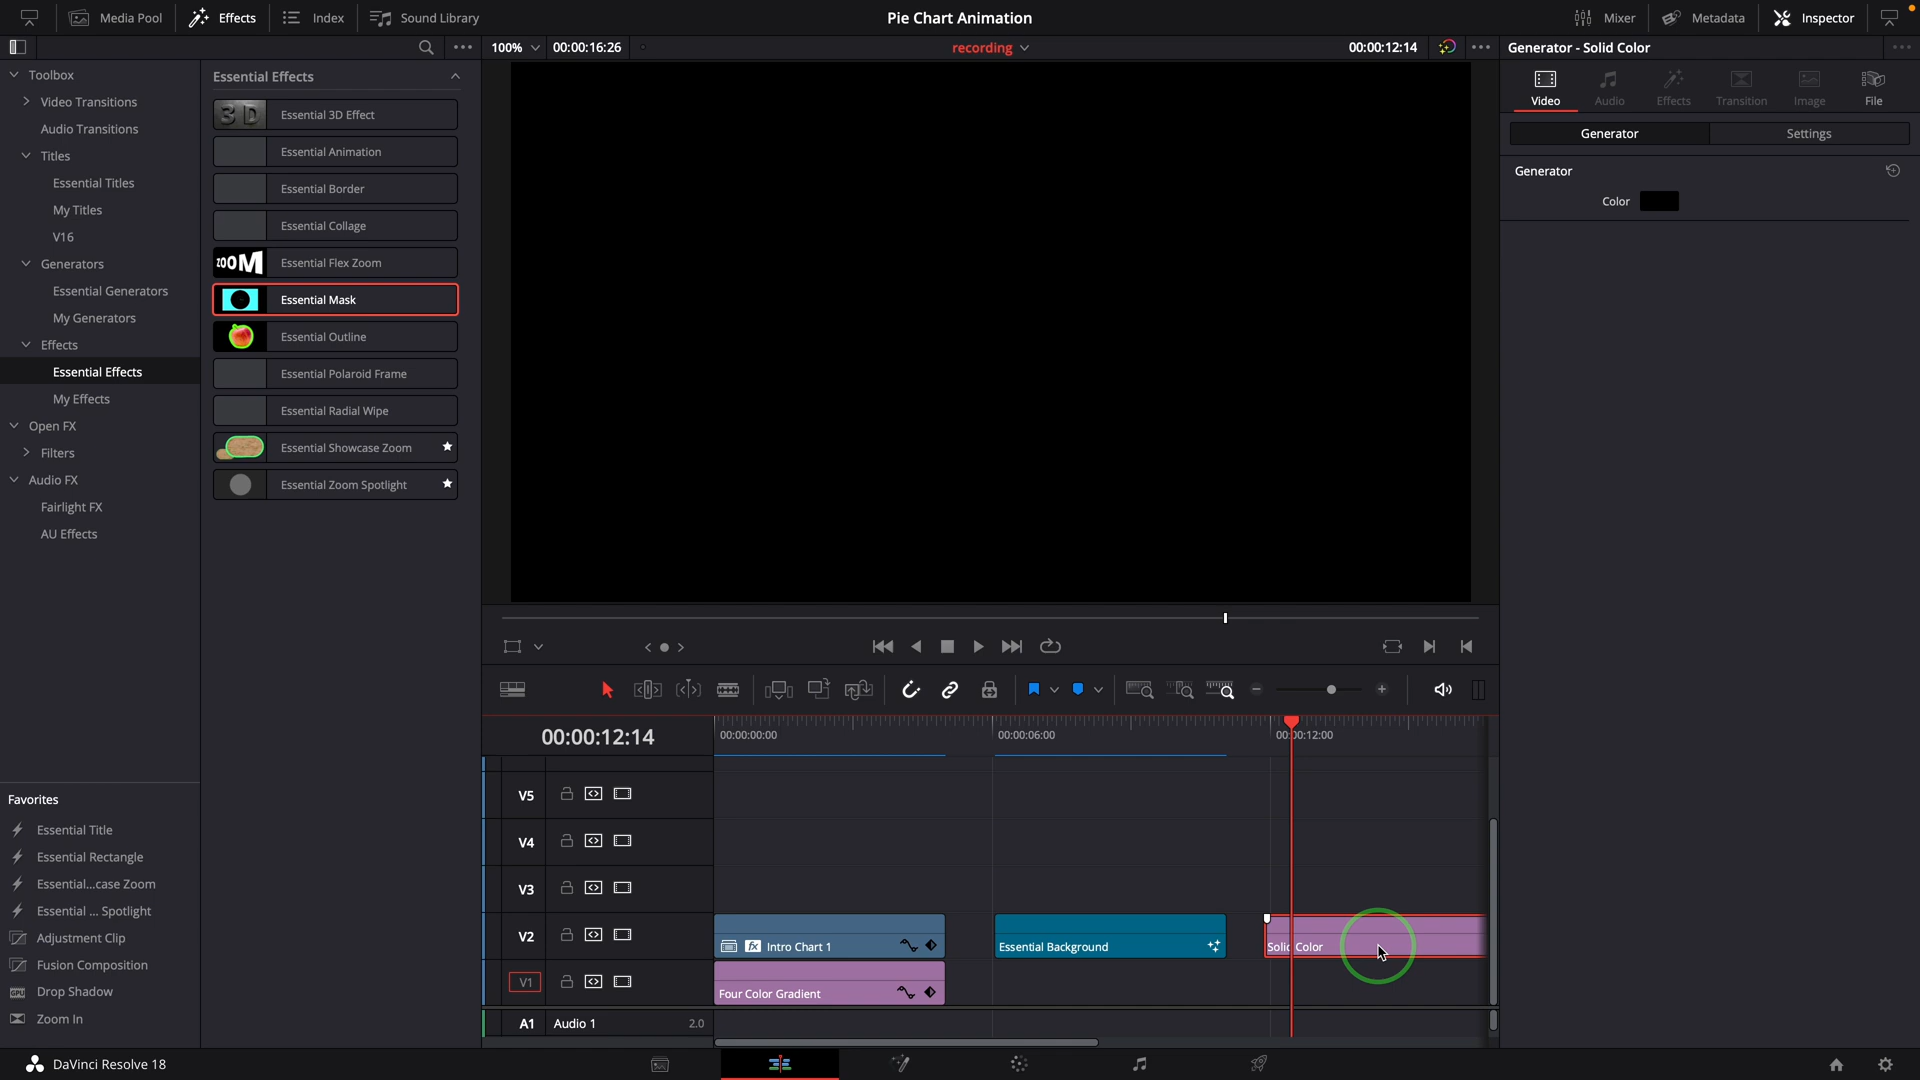 Media Pool
Effects
Index
Sound Library
Pie Chart Animation
Mixer
Metadata
Inspector
100%
00:00:16:26
recording
00:00:12:14
Generator - Solid Color
Toolbox
Video Transitions
Audio Transitions
Titles
Essential Titles
My Titles
V16
Generators
Essential Generators
My Generators
Effects
Essential Effects
My Effects
Open FX
Filters
Audio FX
Fairlight FX
AU Effects
Essential Effects
3D
Essential 3D Effect
Essential Animation
Essential Border
Essential Collage
ZOOM
Essential Flex Zoom
Essential Mask
Essential Outline
Essential Polaroid Frame
Essential Radial Wipe
Essential Showcase Zoom
Essential Zoom Spotlight
Video
Audio
Effects
Transition
Image
File
Generator
Settings
Generator
Color
Favorites
Essential Title
Essential Rectangle
Essential...case Zoom
Essential ... Spotlight
Adjustment Clip
Fusion Composition
Drop Shadow
Zoom In
00:00:12:14
00:00:00:00
00:00:06:00
00:00:12:00
V5
V4
V3
V2
fx
Intro Chart 1
Essential Background
Solid Color
V1
Four Color Gradient
A1
Audio 1
2.0
DaVinci Resolve 18